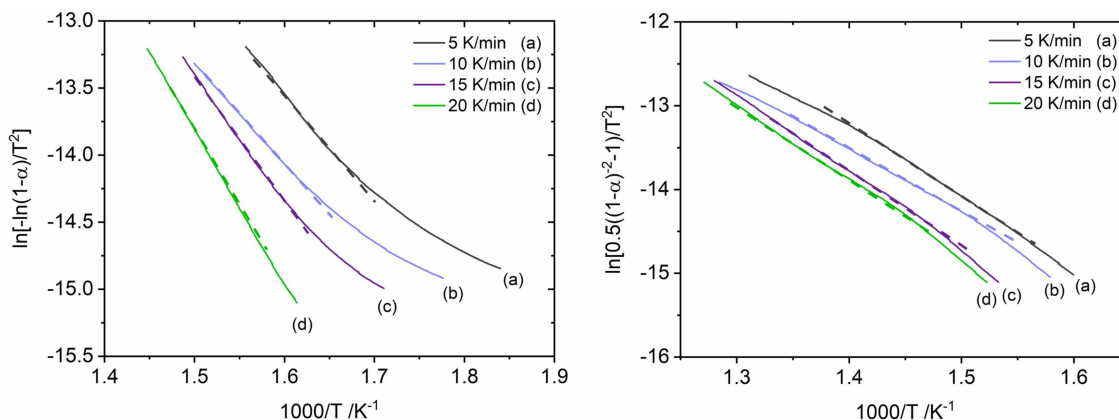 ln[-ln(1-α)/T²]
-13.0
-13.5
-14.0
-14.5
-15.0
-15.5
5 K/min (a)
10 K/min (b)
15 K/min (c)
20 K/min (d)
(a)
(b)
(c)
(d)
1.4 1.5 1.6 1.7 1.8 1.9
1000/T /K⁻¹
ln[0.5((1-α)⁻²-1)/T²]
-12
-13
-14
-15
-16
5 K/min (a)
10 K/min (b)
15 K/min (c)
20 K/min (d)
(d) (c) (b) (a)
1.3 1.4 1.5 1.6
1000/T /K⁻¹